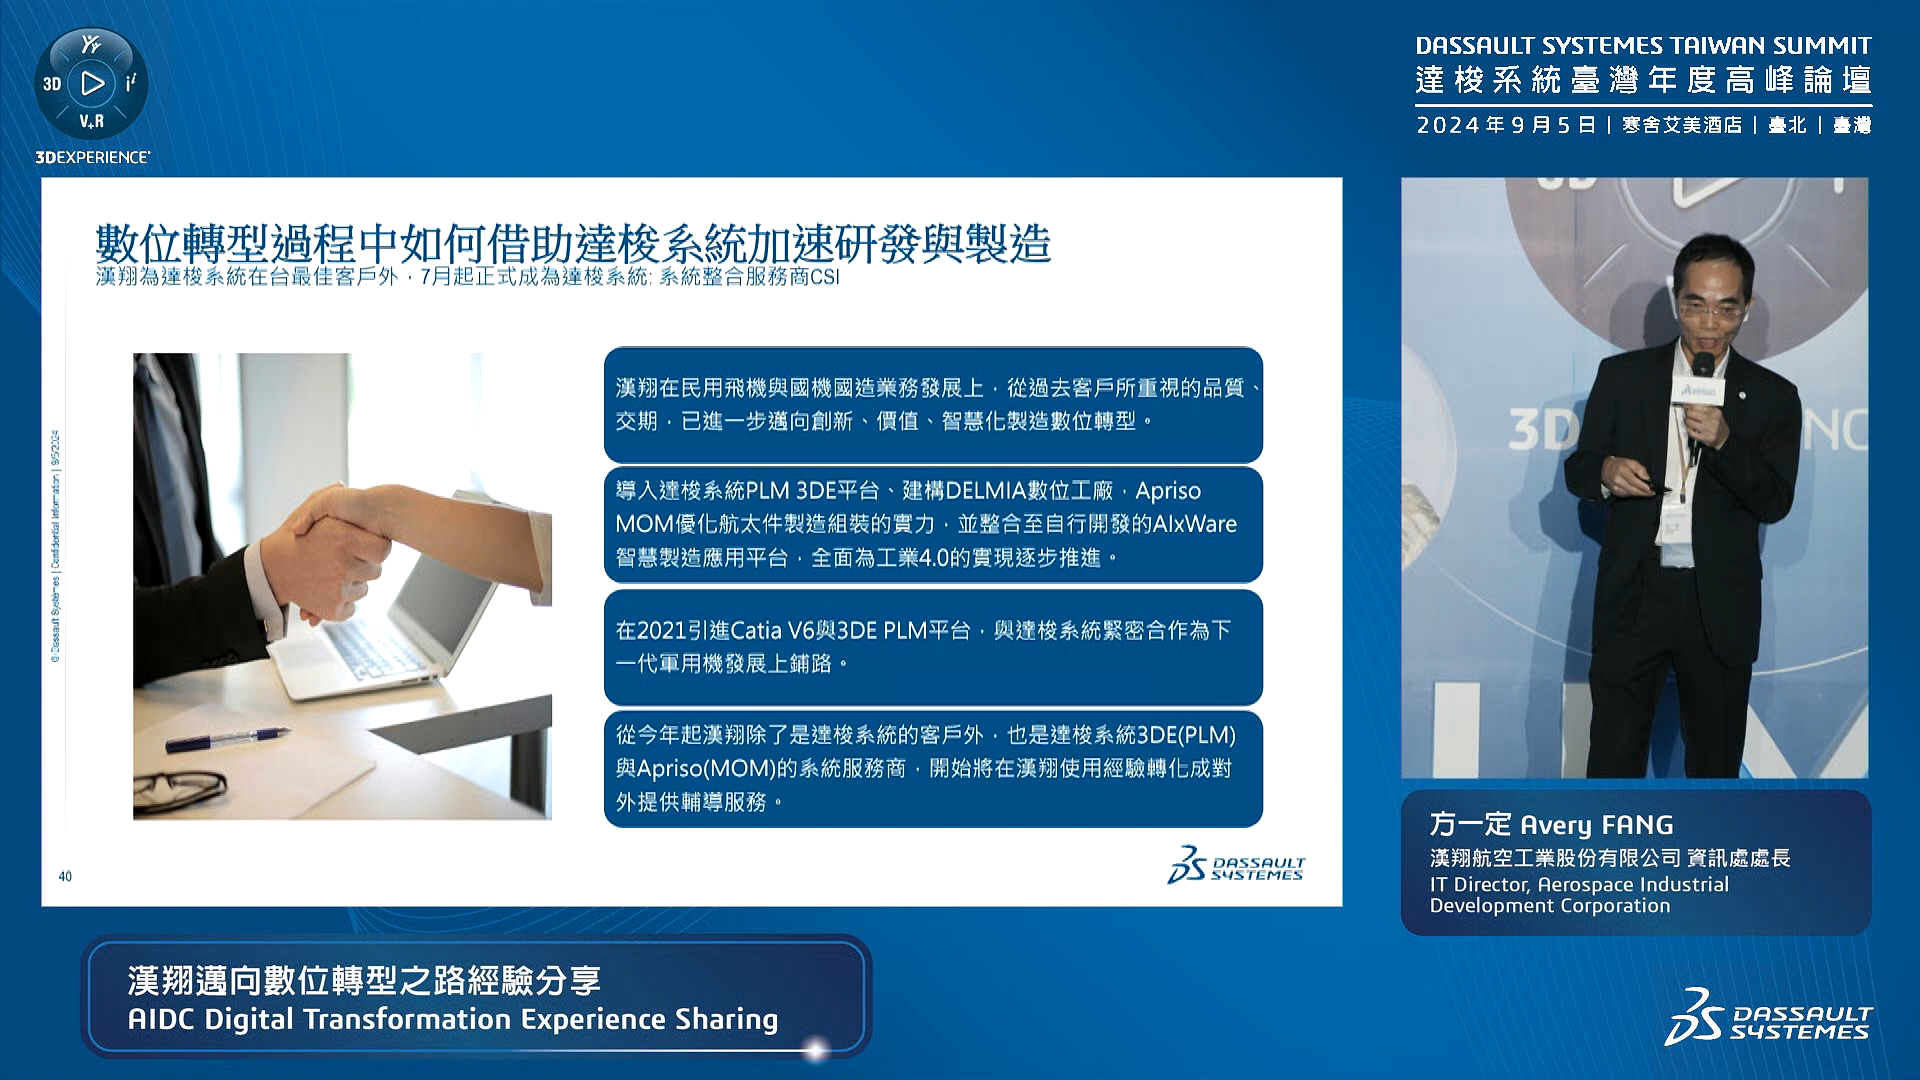 3D
V+R
3DEXPERIENCE
DASSAULT SYSTEMES TAIWAN SUMMIT
達梭系統臺灣年度高峰論壇
2024年9月5日 | 寒舍艾美酒店 | 臺北 | 臺灣
數位轉型過程中如何借助達梭系統加速研發與製造
漢翔為達梭系統在台最佳客戶外，7月起正式成為達梭系統: 系統整合服務商CSI
漢翔在民用飛機與國機國造業務發展上，從過去客戶所重視的品質、
交期，已進一步邁向創新、價值、智慧化製造數位轉型。
導入達梭系統PLM 3DE平台、建構DELMIA數位工廠，Apriso
MOM優化航太件製造組裝的實力，並整合至自行開發的AIxWare
智慧製造應用平台，全面為工業4.0的實現逐步推進。
在2021引進Catia V6與3DE PLM平台，與達梭系統緊密合作為下
一代軍用機發展上鋪路。
從今年起漢翔除了是達梭系統的客戶外，也是達梭系統3DE(PLM)
與Apriso(MOM)的系統服務商，開始將在漢翔使用經驗轉化成對
外提供輔導服務。
© Dassault Systèmes | Confidential Information | 9/5/2024
40
DASSAULT
SYSTEMES
3D
NC
方一定 Avery FANG
漢翔航空工業股份有限公司 資訊處處長
IT Director, Aerospace Industrial
Development Corporation
漢翔邁向數位轉型之路經驗分享
AIDC Digital Transformation Experience Sharing
DASSAULT
SYSTEMES